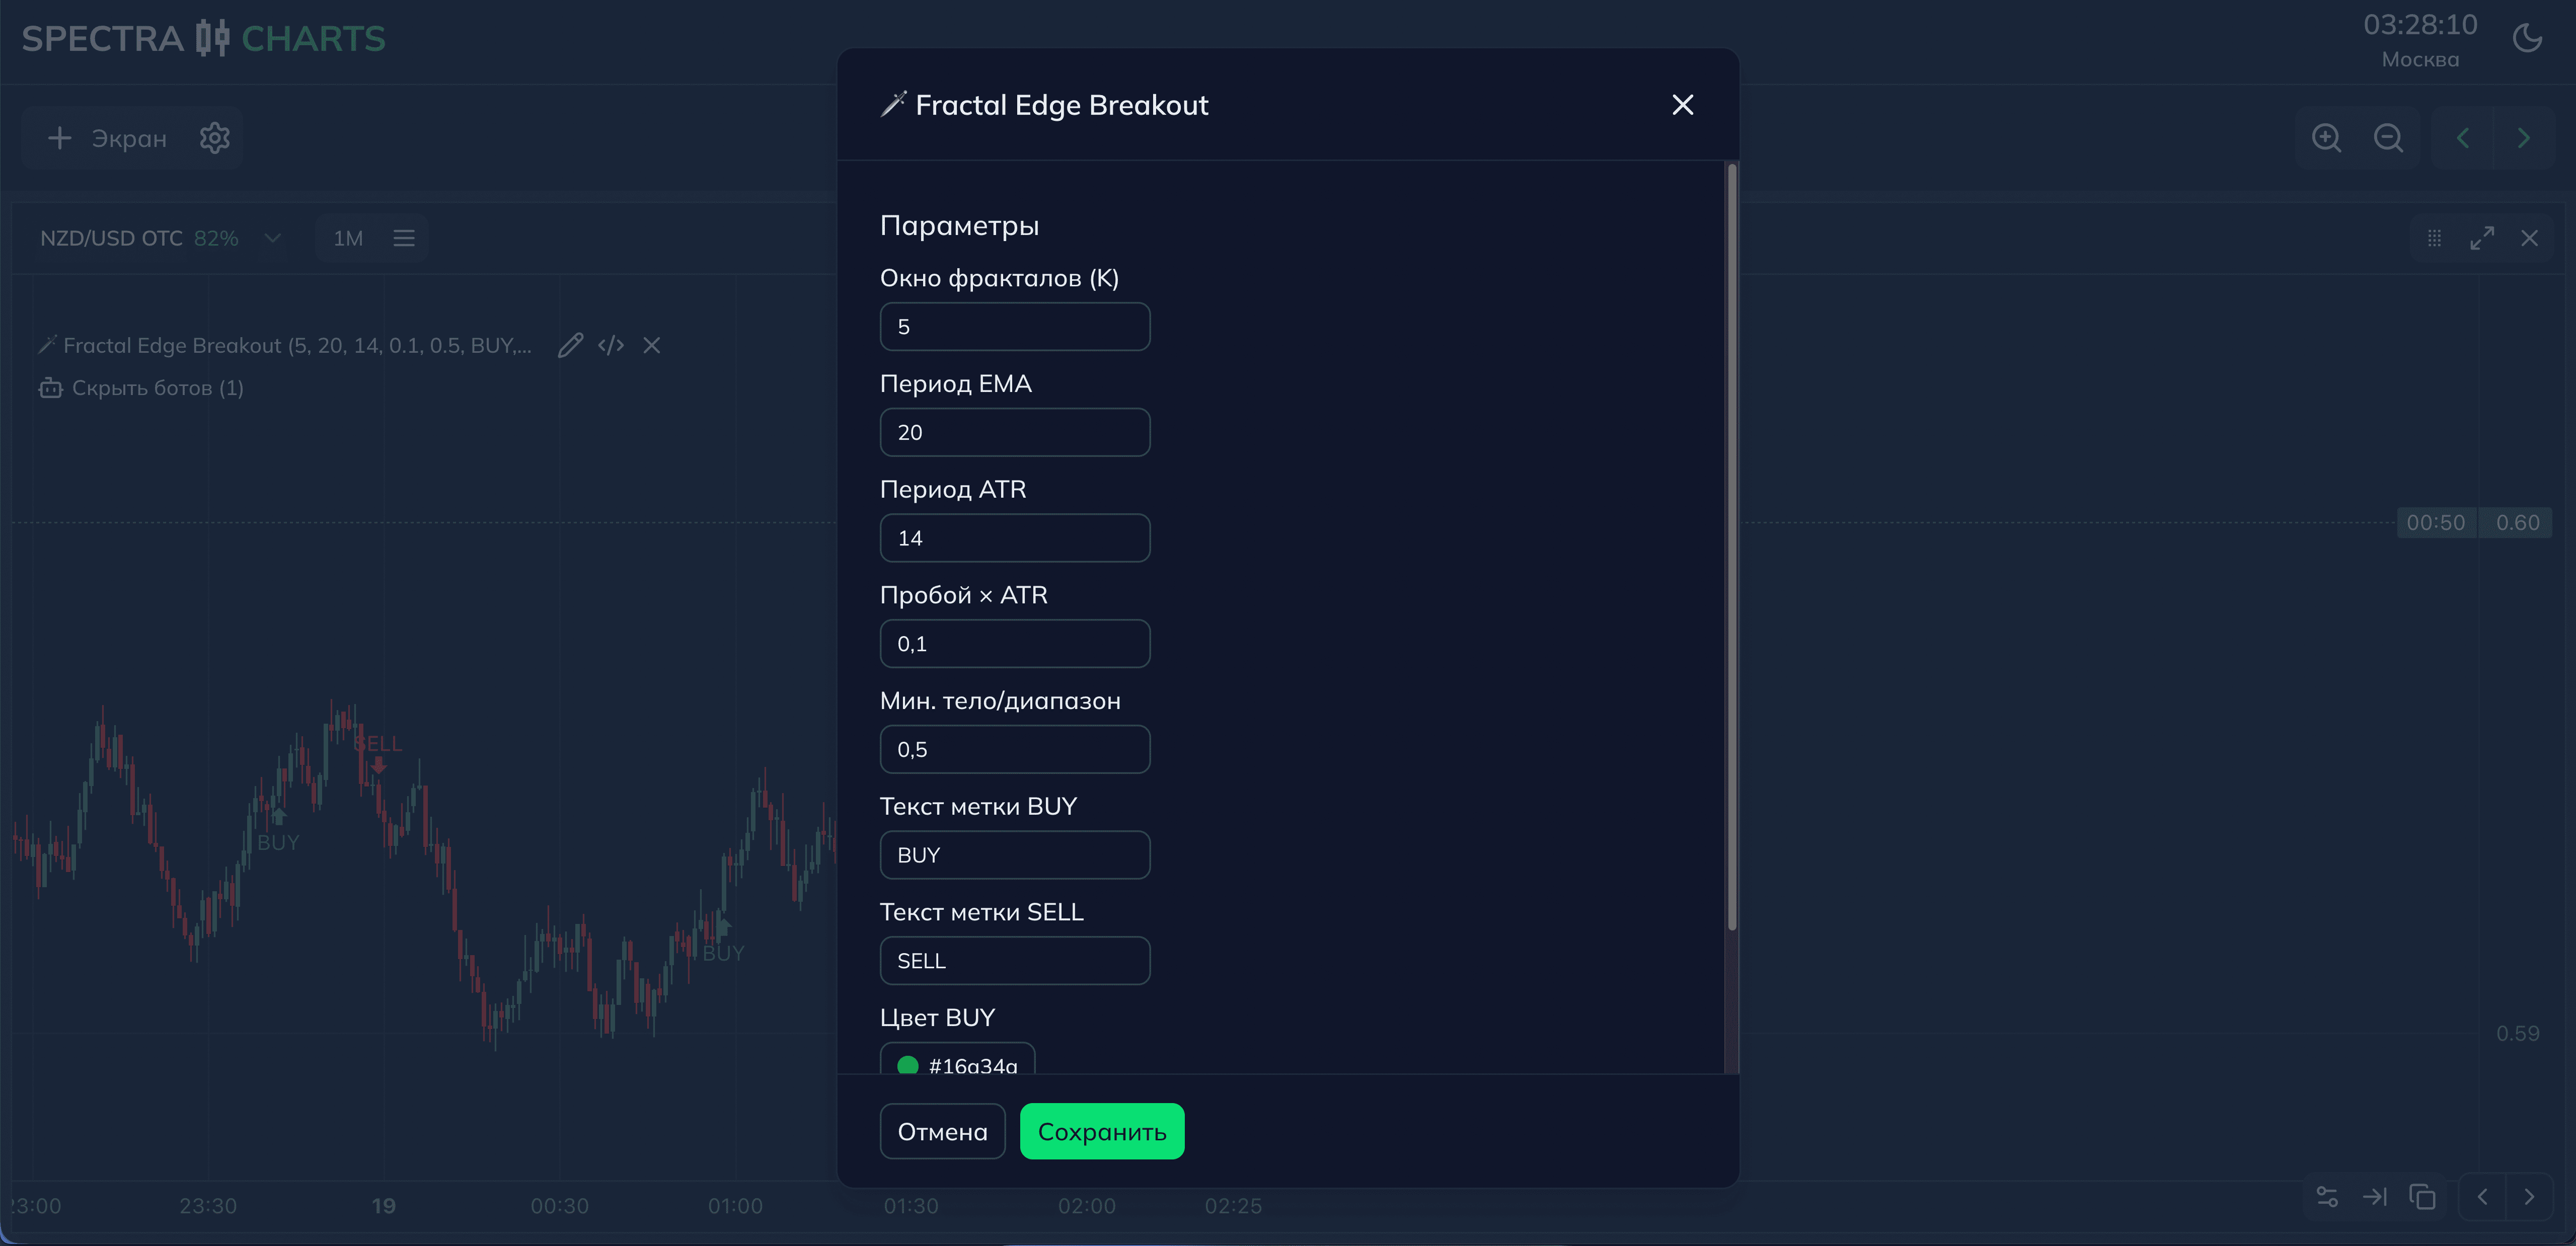 SPECTRA CHARTS
03:28:10
Москва
Экран
NZD/USD OTC 82%
1M
Fractal Edge Breakout (5, 20, 14, 0.1, 0.5, BUY,...
Скрыть ботов (1)
SELL
BUY
BUY
00:50 0.60
0.59
23:30
19
00:30
01:00
01:30
02:00
02:25
Fractal Edge Breakout
Параметры
Окно фракталов (K)
5
Период EMA
20
Период ATR
14
Пробой × ATR
0,1
Мин. тело/диапазон
0,5
Текст метки BUY
BUY
Текст метки SELL
SELL
Цвет BUY
#16a34a
Отмена
Сохранить